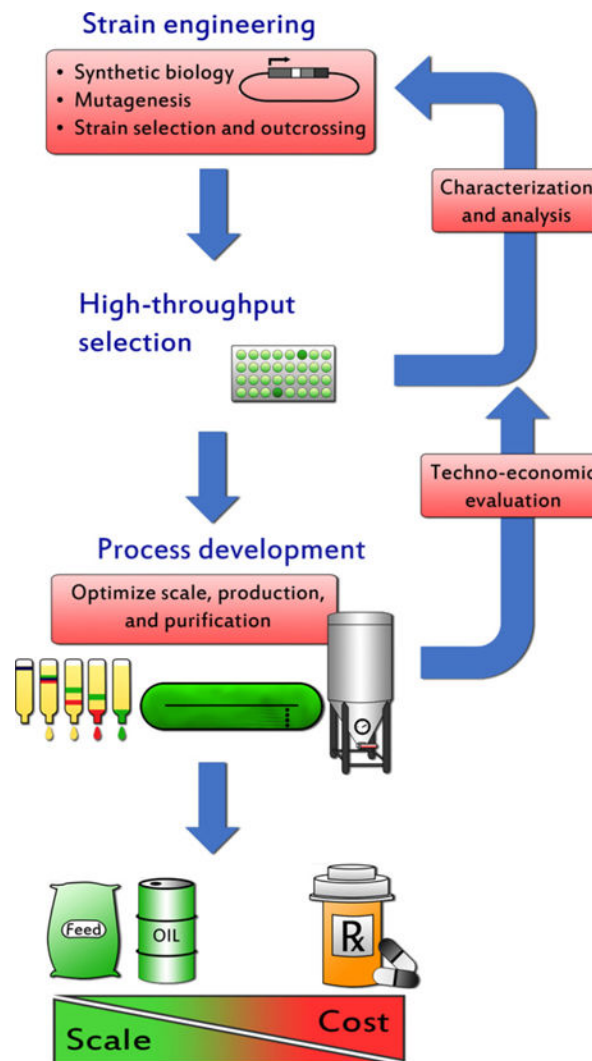 Strain engineering
• Synthetic biology
• Mutagenesis
• Strain selection and outcrossing
Characterization
and analysis
High-throughput
selection
Techno-economic
evaluation
Process development
Optimize scale, production,
and purification
Feed
OIL
Rx
Scale
Cost